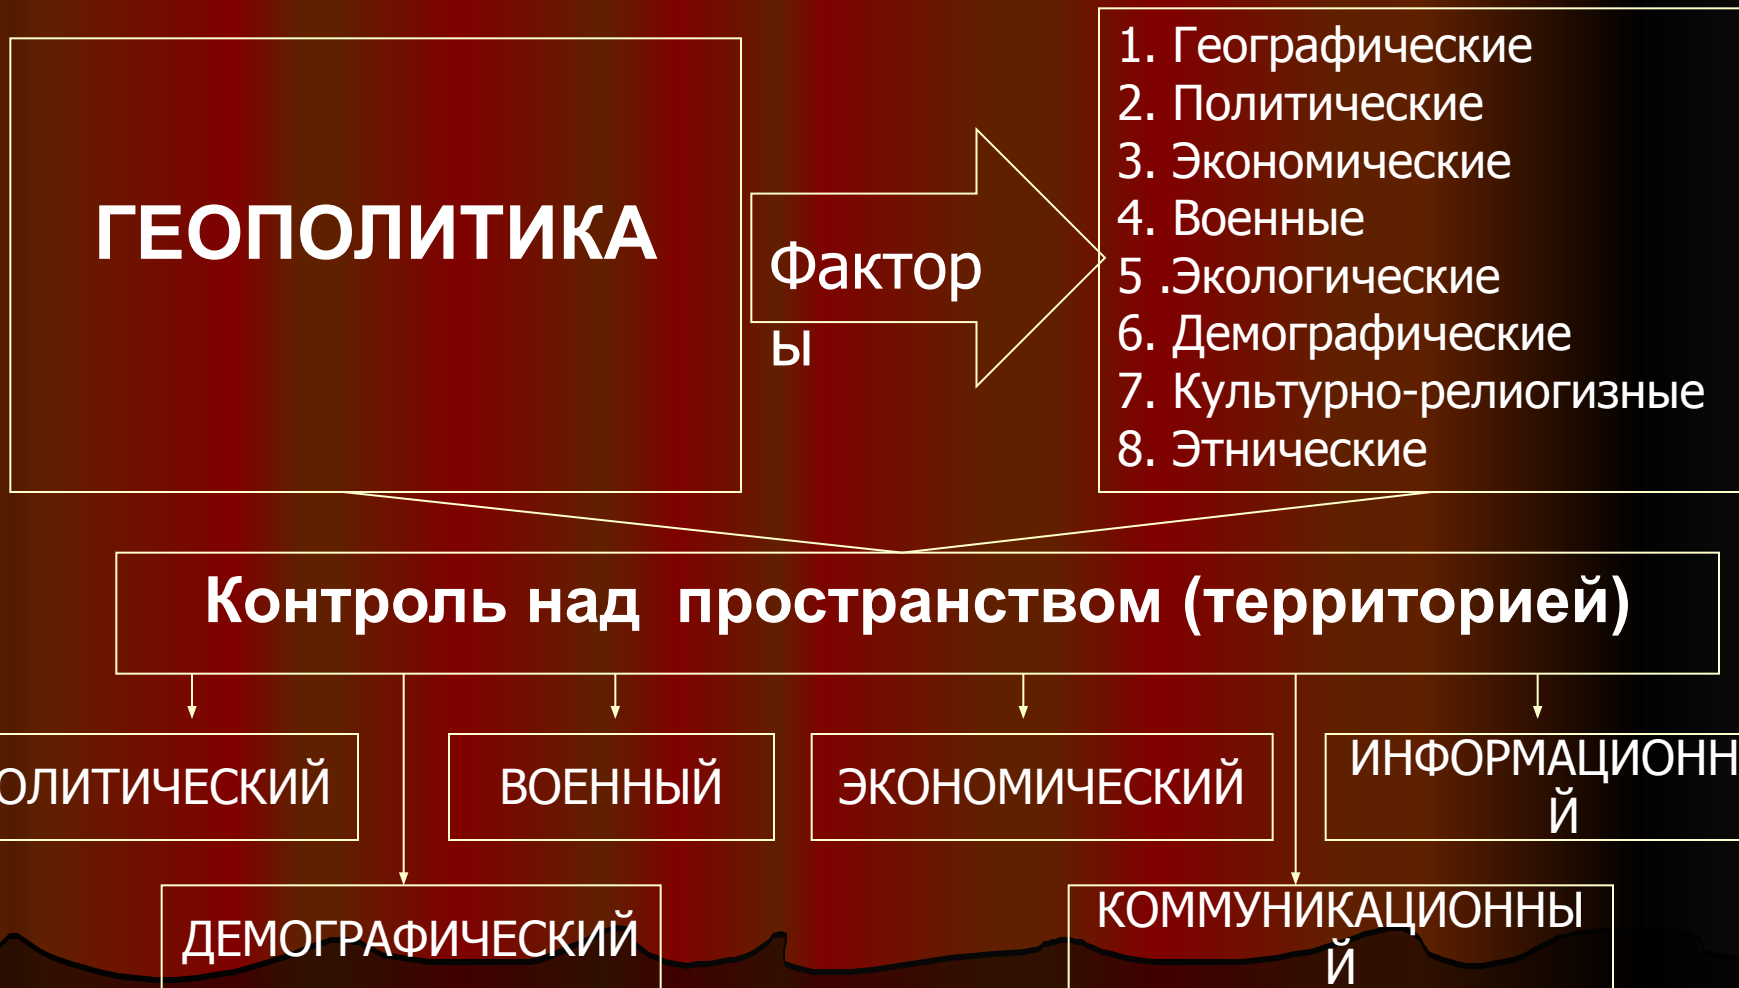 ГЕОПОЛИТИКА
Фактор
ы
1. Географические
2. Политические
3. Экономические
4. Военные
5 .Экологические
6. Демографические
7. Культурно-релиогизные
8. Этнические
Контроль над  пространством (территорией)
ОЛИТИЧЕСКИЙ
ВОЕННЫЙ
ЭКОНОМИЧЕСКИЙ
ИНФОРМАЦИОНН
Й
ДЕМОГРАФИЧЕСКИЙ
КОММУНИКАЦИОННЫ
Й